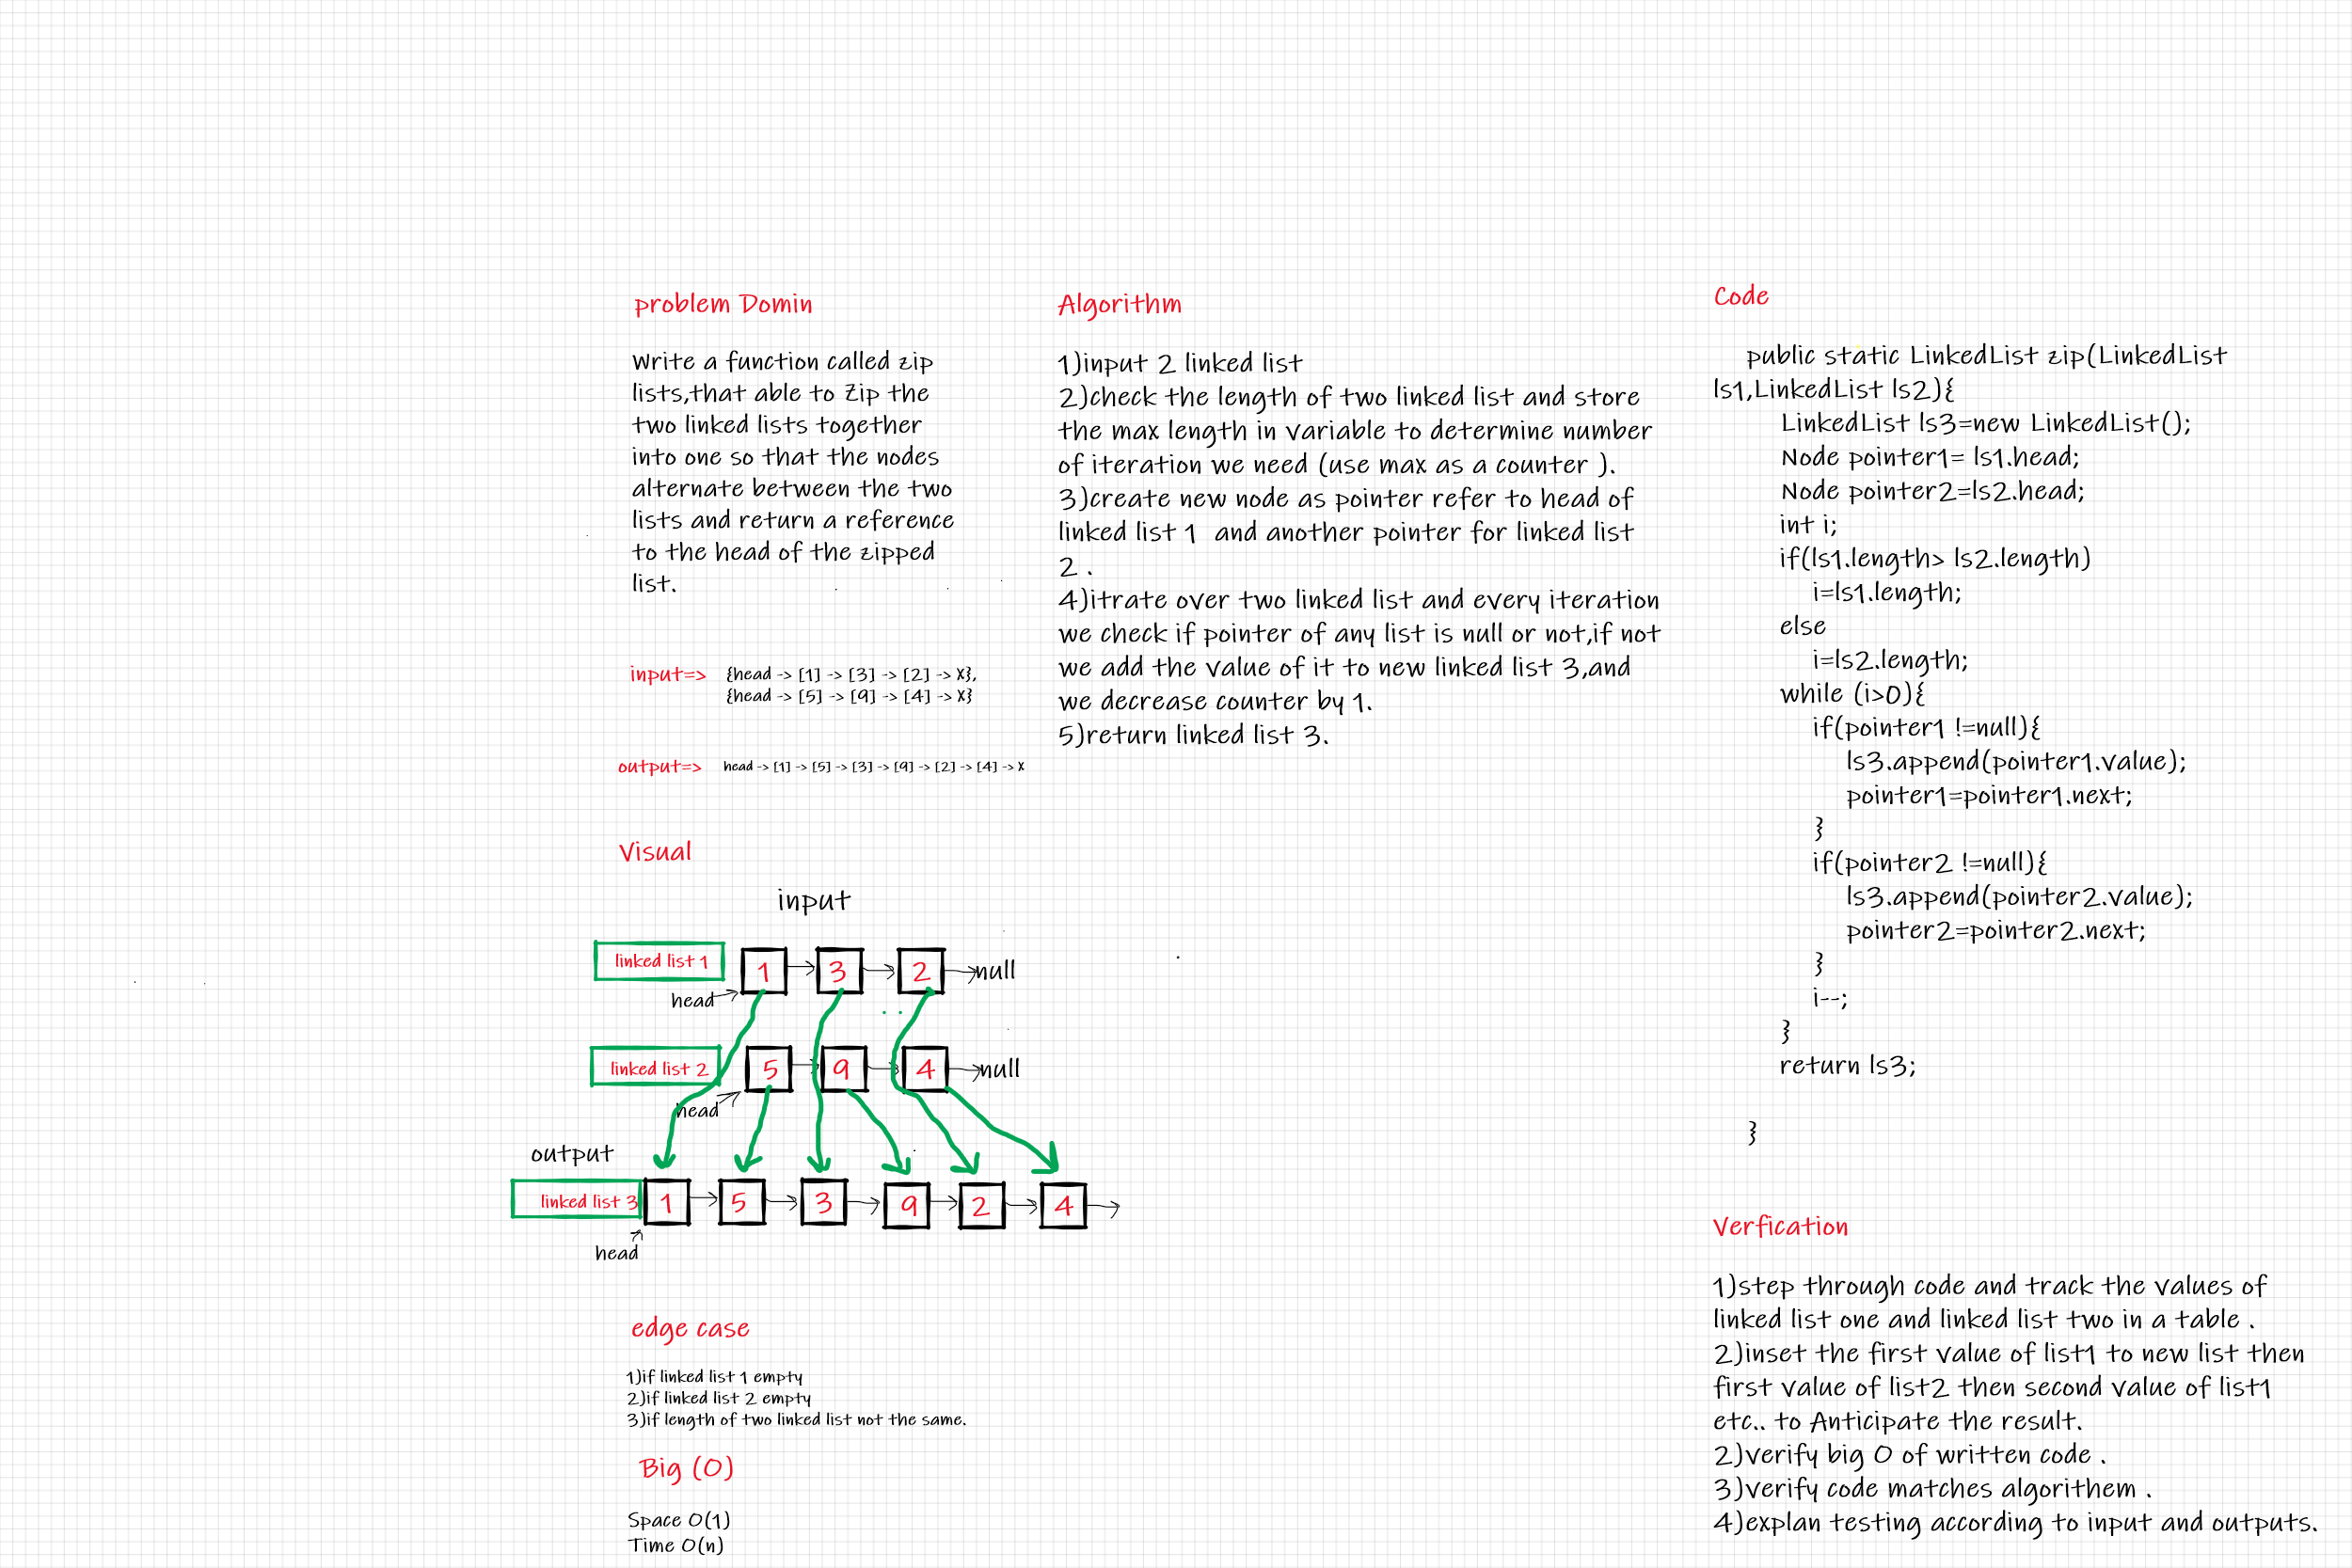 problem Domin
Write a function called zip
lists,that able to Zip the
two linked lists together
into one so that the nodes
alternate between the two
lists and return a reference
to the head of the zipped
list.
input=> {head -> [1] -> [3] -> [2] -> X},
{head -> [5] -> [9] -> [4] -> X}
output=> head -> [1] -> [5] -> [3] -> [9] -> [2] -> [4] -> X
Visual
input
linked list 1
1 3 2 null
head
linked list 2
5 9 4 null
head
output
linked list 3
1 5 3 9 2 4
head
edge case
1)if linked list 1 empty
2)if linked list 2 empty
3)if length of two linked list not the same.
Big (O)
Space O(1)
Time O(n)
Algorithm
1)input 2 linked list
2)check the length of two linked list and store
the max length in variable to determine number
of iteration we need (use max as a counter ).
3)create new node as pointer refer to head of
linked list 1  and another pointer for linked list
2 .
4)itrate over two linked list and every iteration
we check if pointer of any list is null or not,if not
we add the value of it to new linked list 3,and
we decrease counter by 1.
5)return linked list 3.
Code
public static LinkedList zip(LinkedList
ls1,LinkedList ls2){
LinkedList ls3=new LinkedList();
Node pointer1= ls1.head;
Node pointer2=ls2.head;
int i;
if(ls1.length> ls2.length)
i=ls1.length;
else
i=ls2.length;
while (i>0){
if(pointer1 !=null){
ls3.append(pointer1.value);
pointer1=pointer1.next;
}
if(pointer2 !=null){
ls3.append(pointer2.value);
pointer2=pointer2.next;
}
i--;
}
return ls3;
}
Verfication
1)step through code and track the values of
linked list one and linked list two in a table .
2)inset the first value of list1 to new list then
first value of list2 then second value of list1
etc.. to Anticipate the result.
2)verify big O of written code .
3)verify code matches algorithem .
4)explan testing according to input and outputs.